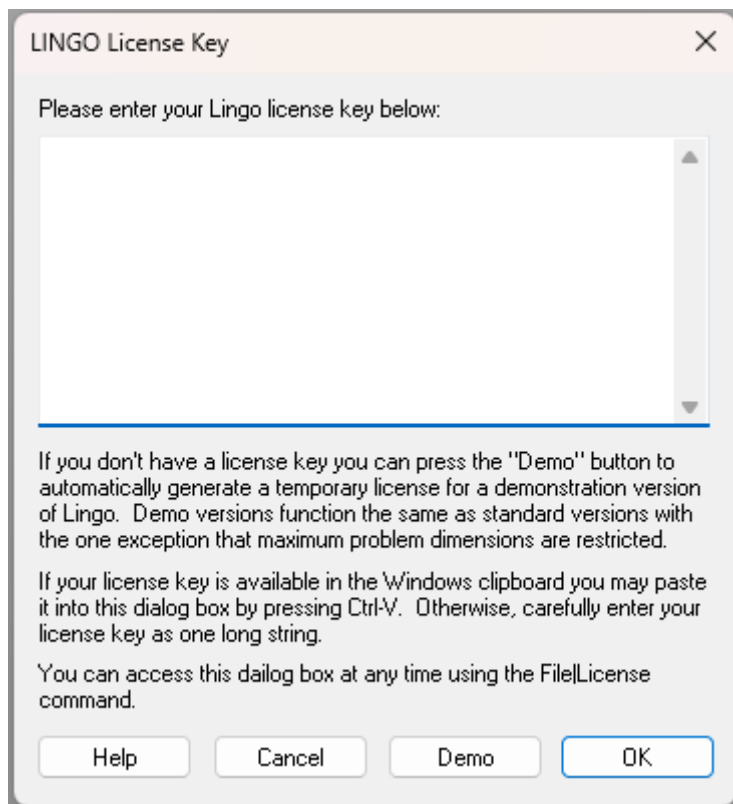 LINGO License Key
Please enter your Lingo license key below:
If you don't have a license key you can press the "Demo" button to
automatically generate a temporary license for a demonstration version
of Lingo.  Demo versions function the same as standard versions with
the one exception that maximum problem dimensions are restricted.
If your license key is available in the Windows clipboard you may paste
it into this dialog box by pressing Ctrl-V.  Otherwise, carefully enter your
license key as one long string.
You can access this dailog box at any time using the File|License
command.
Help
Cancel
Demo
OK